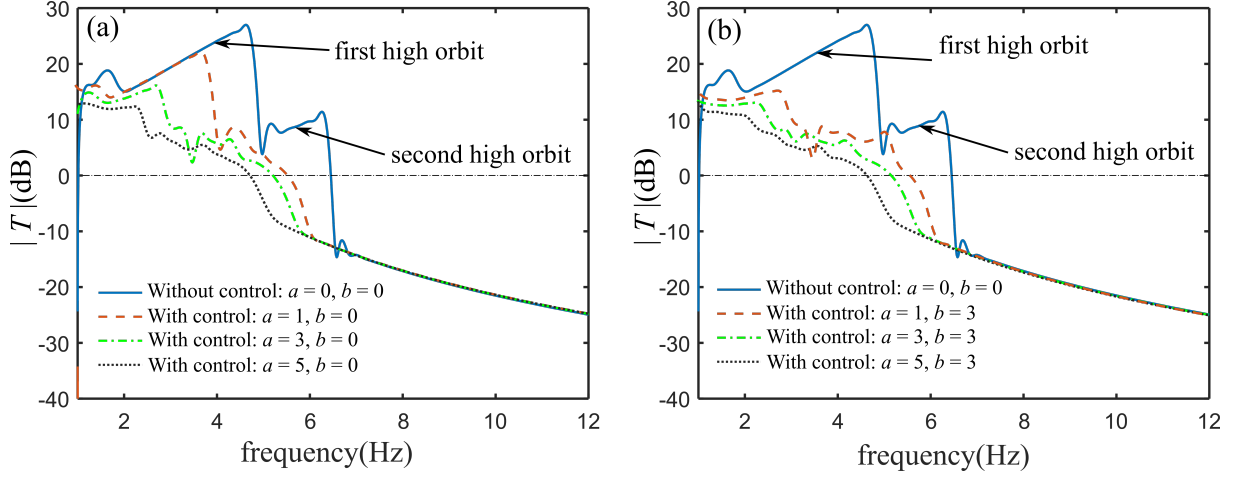 (a)
30
20
10
0
-10
-20
-30
-40
| T |(dB)
first high orbit
second high orbit
Without control: a = 0, b = 0
With control: a = 1, b = 0
With control: a = 3, b = 0
With control: a = 5, b = 0
2 4 6 8 10 12
frequency(Hz)
(b)
30
20
10
0
-10
-20
-30
-40
| T |(dB)
first high orbit
second high orbit
Without control: a = 0, b = 0
With control: a = 1, b = 3
With control: a = 3, b = 3
With control: a = 5, b = 3
2 4 6 8 10 12
frequency(Hz)